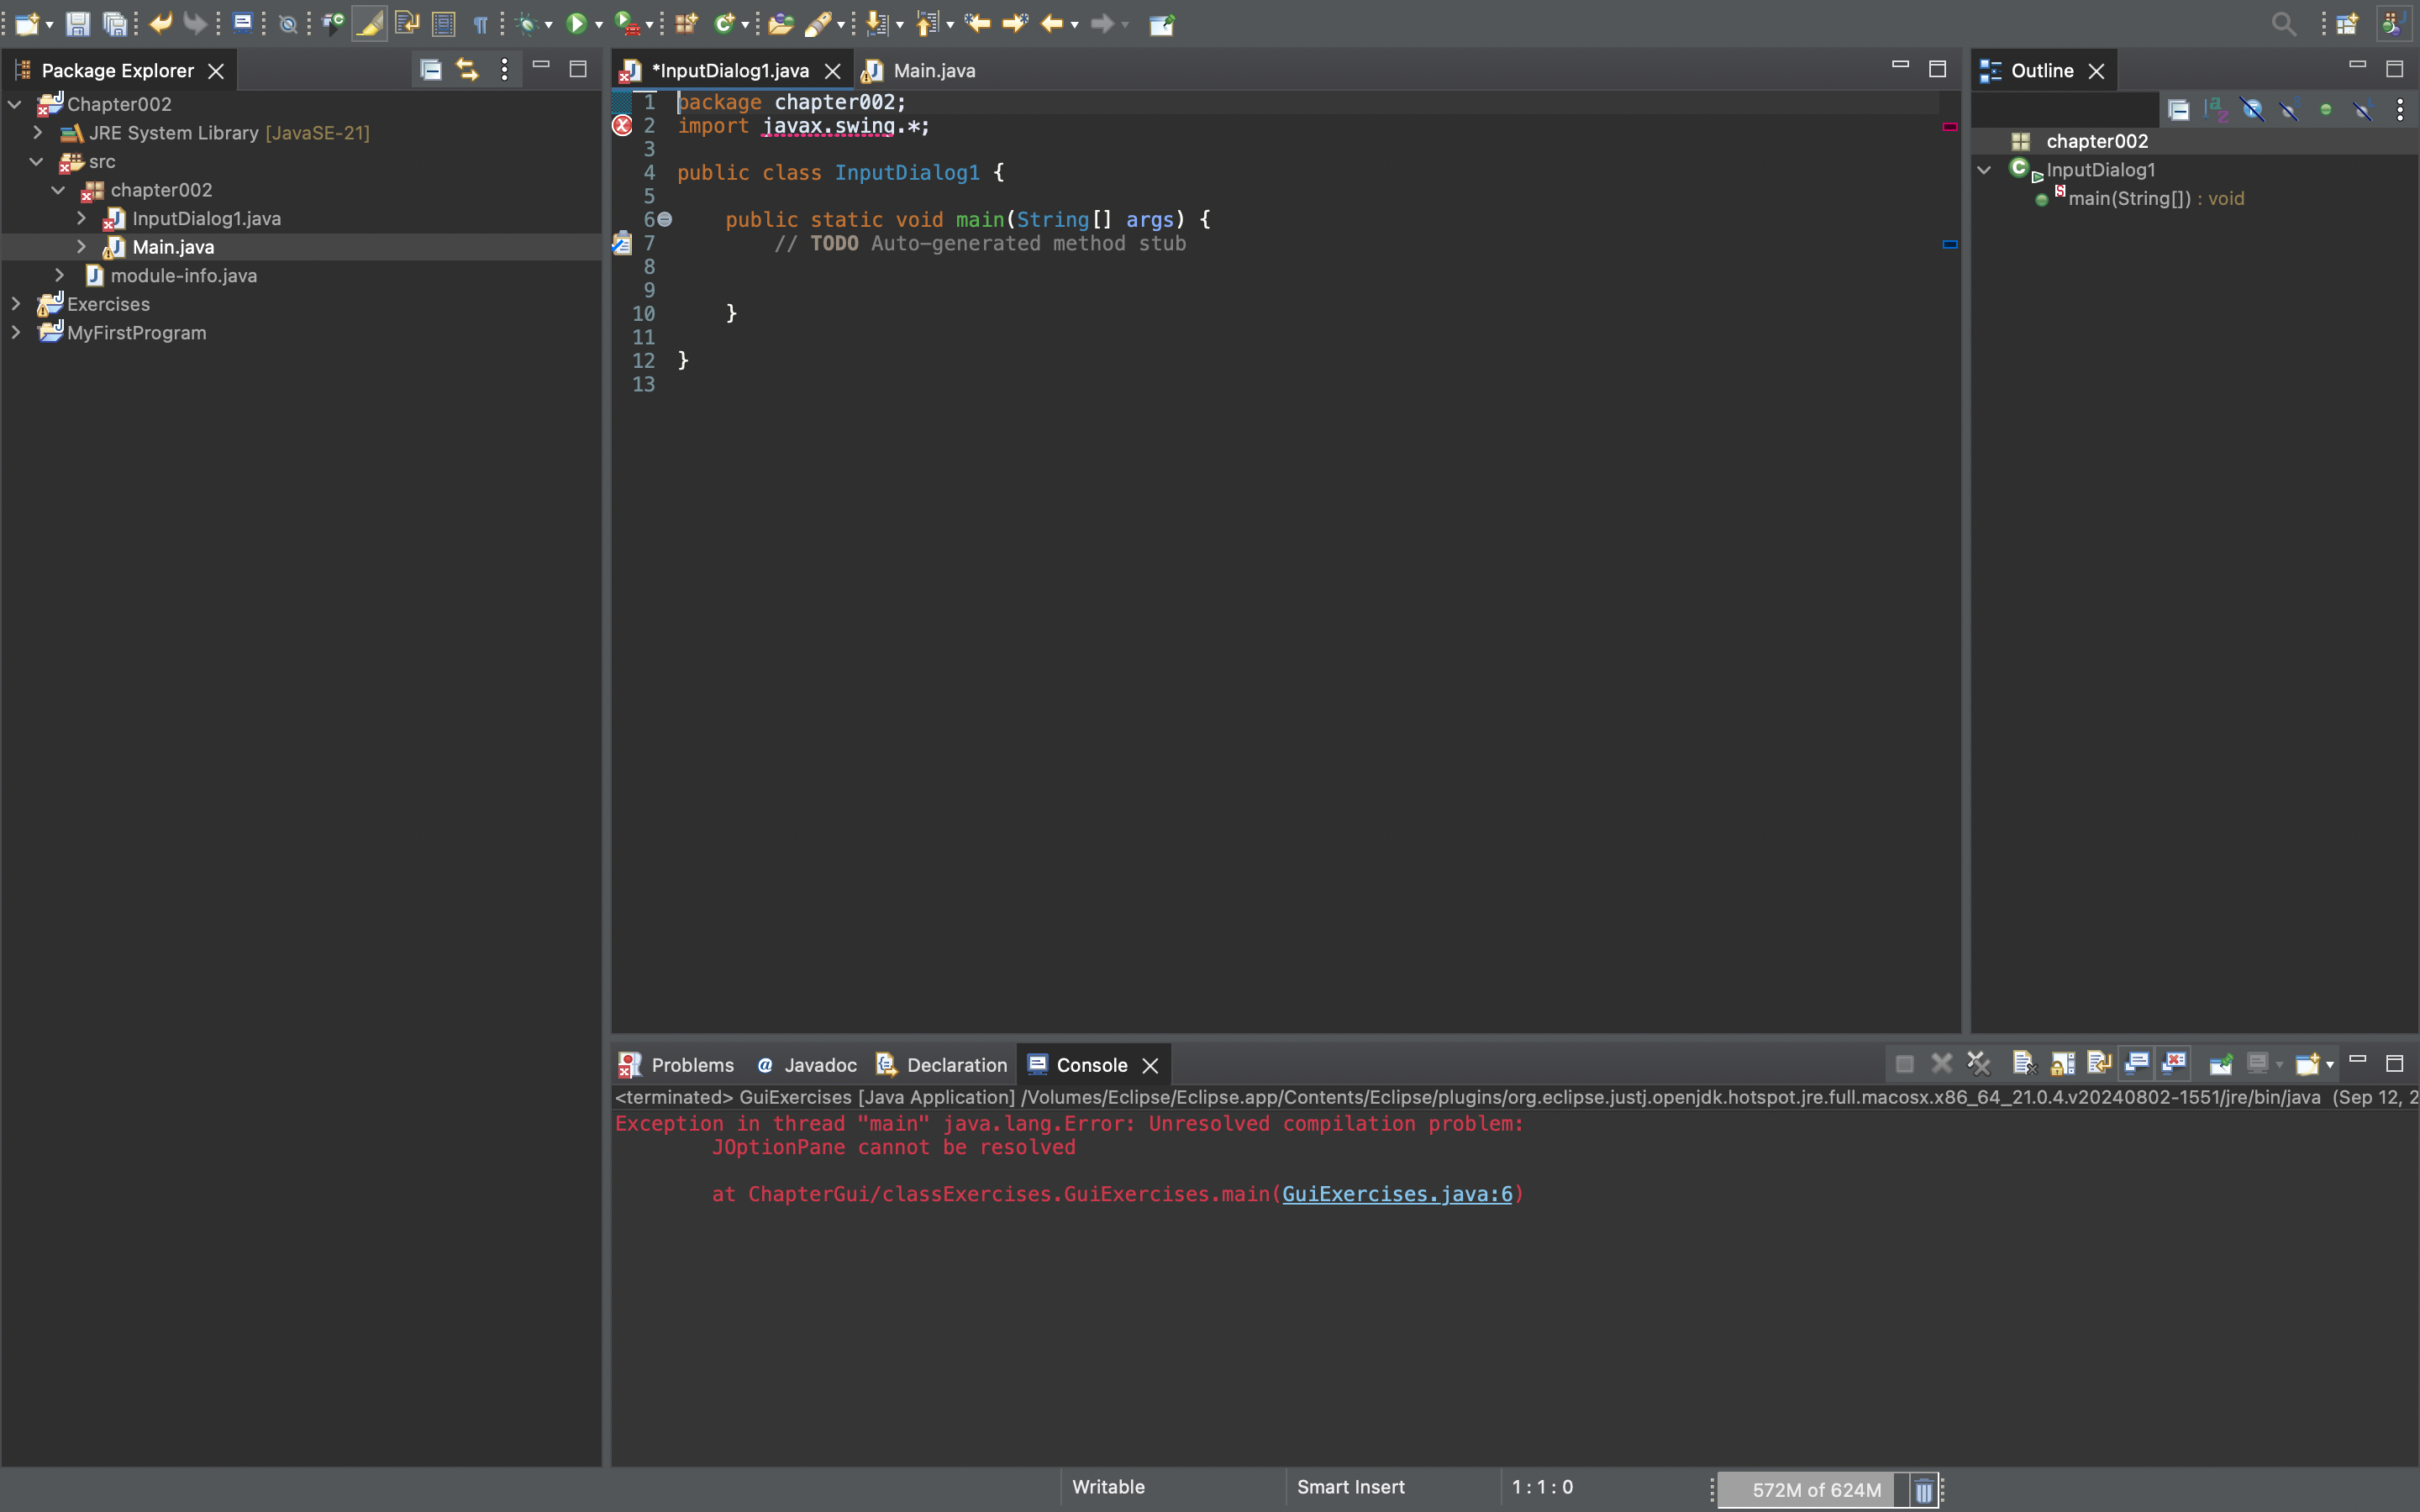 Package Explorer
Chapter002
JRE System Library [JavaSE-21]
src
chapter002
InputDialog1.java
Main.java
module-info.java
Exercises
MyFirstProgram
*InputDialog1.java
Main.java
1 package chapter002;
2 import javax.swing.*;
3
4 public class InputDialog1 {
5
6 public static void main(String[] args) {
7 // TODO Auto-generated method stub
8
9
10 }
11
12 }
13
Outline
chapter002
InputDialog1
main(String[]) : void
Problems
Javadoc
Declaration
Console
<terminated> GuiExercises [Java Application] /Volumes/Eclipse/Eclipse.app/Contents/Eclipse/plugins/org.eclipse.justj.openjdk.hotspot.jre.full.macosx.x86_64_21.0.4.v20240802-1551/jre/bin/java (Sep 12, 2
Exception in thread "main" java.lang.Error: Unresolved compilation problem:
JOptionPane cannot be resolved
at ChapterGui/classExercises.GuiExercises.main(GuiExercises.java:6)
Writable
Smart Insert
1 : 1 : 0
572M of 624M